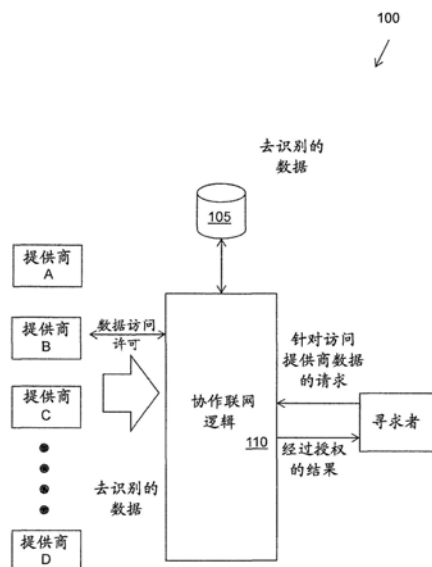 100
去识别的
数据
105
提供商
A
提供商
B
数据访问
许可
针对访问
提供商数据
的请求
提供商
C
协作联网
逻辑
110
寻求者
经过授权
的结果
去识别的
数据
提供商
D